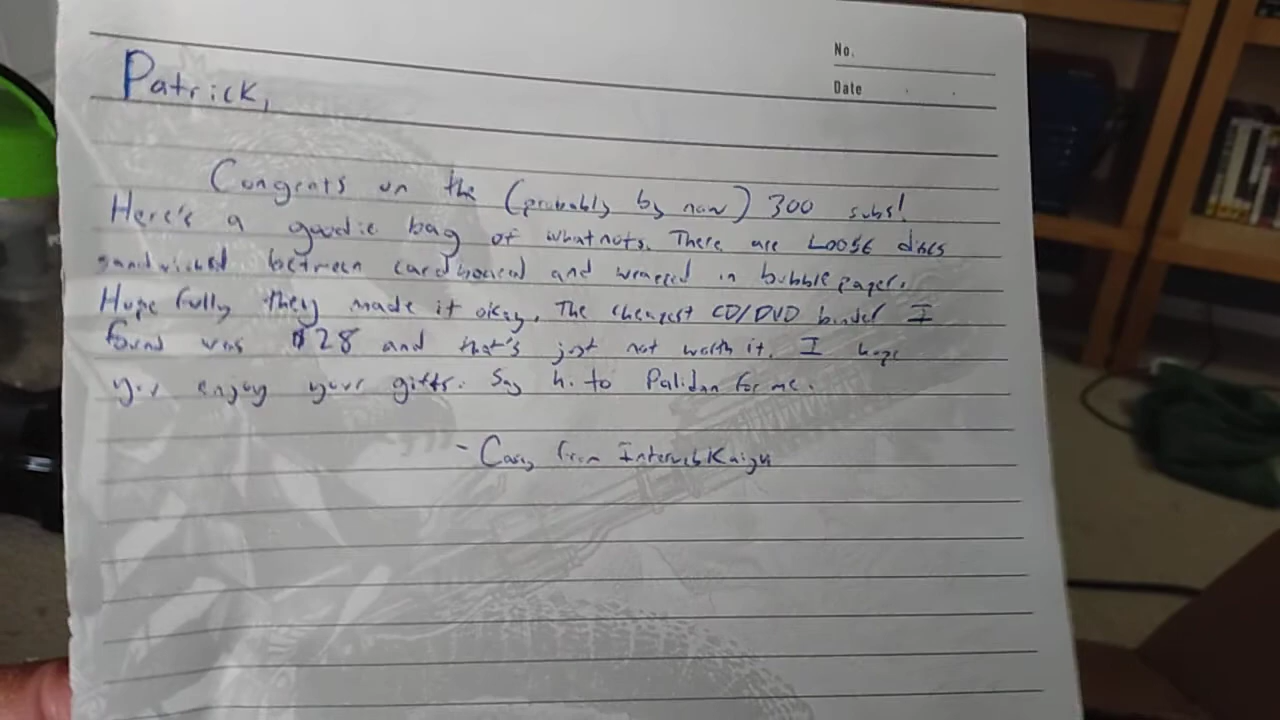 No.
Date
Patrick,
Congrats on the (probably by now) 300 subs!
Here's a goodie bag of whatnots. There are LOOSE discs
sandwiched between cardboard and wrapped in bubble paper.
Hopefully they made it okay. The cheapest CD/DVD binder I
found was $28 and that's just not worth it. I hope
you enjoy your gifts. Say hi to Palidan for me.
- Casey from InterwebKaiju